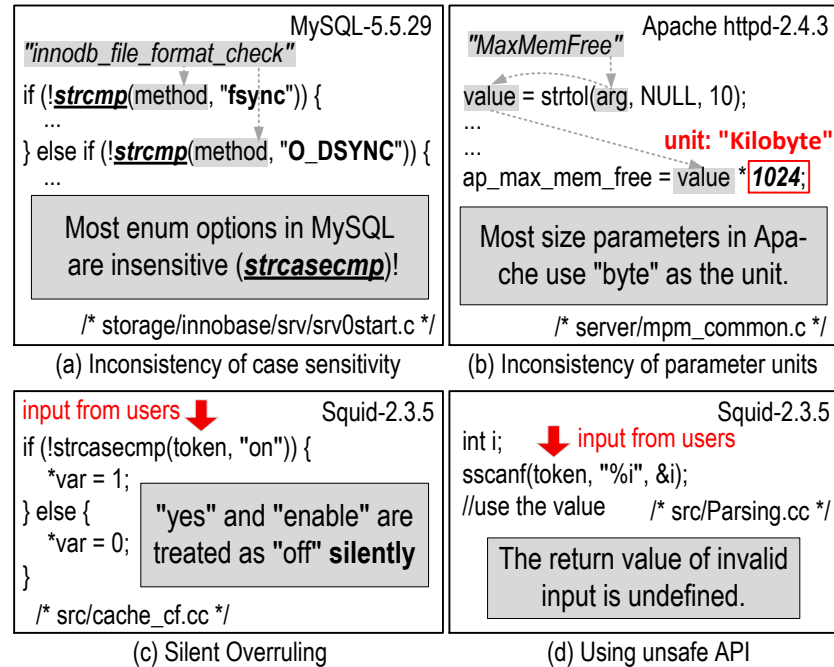 MySQL-5.5.29
"innodb_file_format_check"
if (!strcmp(method, "fsync")) {
...
} else if (!strcmp(method, "O_DSYNC")) {
...
Most enum options in MySQL
are insensitive (strcasecmp)!
/* storage/innobase/srv/srv0start.c */
(a) Inconsistency of case sensitivity
Apache httpd-2.4.3
"MaxMemFree"
value = strtol(arg, NULL, 10);
...
...
unit: "Kilobyte"
ap_max_mem_free = value * 1024;
Most size parameters in Apa-
che use "byte" as the unit.
/* server/mpm_common.c */
(b) Inconsistency of parameter units
input from users
Squid-2.3.5
if (!strcasecmp(token, "on")) {
*var = 1;
} else {
*var = 0;
}
"yes" and "enable" are
treated as "off" silently
/* src/cache_cf.cc */
(c) Silent Overruling
Squid-2.3.5
int i;
input from users
sscanf(token, "%i", &i);
//use the value
/* src/Parsing.cc */
The return value of invalid
input is undefined.
(d) Using unsafe API